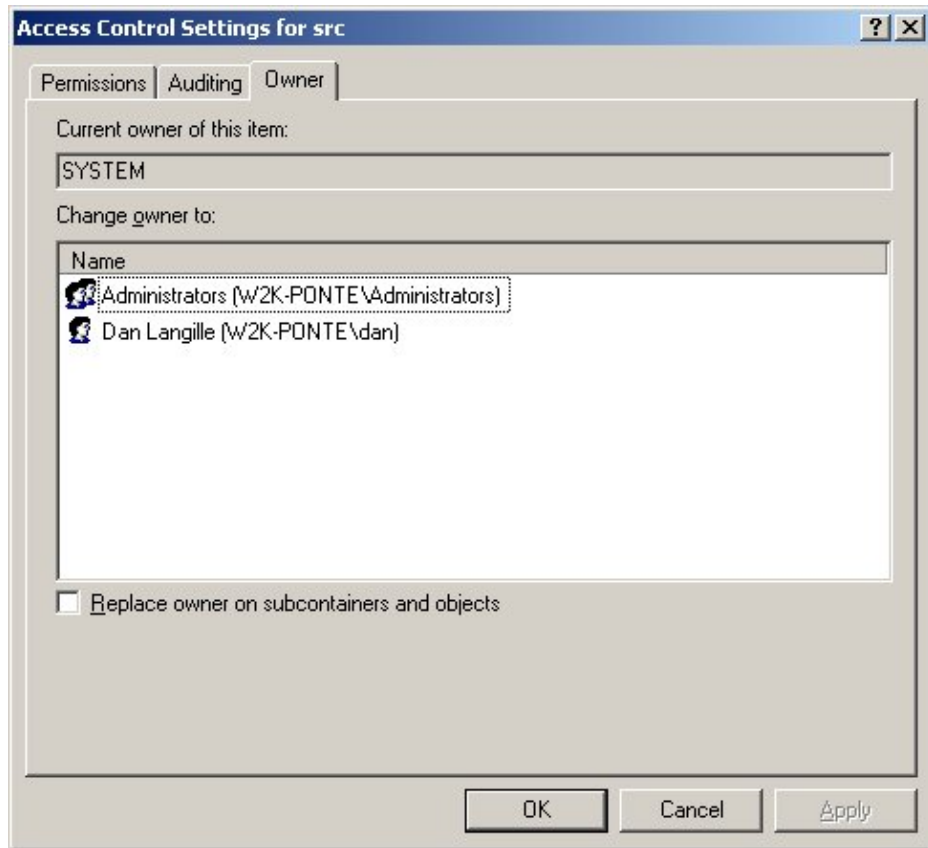 Access Control Settings for src
Permissions Auditing Owner
Current owner of this item:
SYSTEM
Change owner to:
Name
Administrators (W2K-PONTE\Administrators)
Dan Langille (W2K-PONTE\dan)
Replace owner on subcontainers and objects
OK Cancel Apply